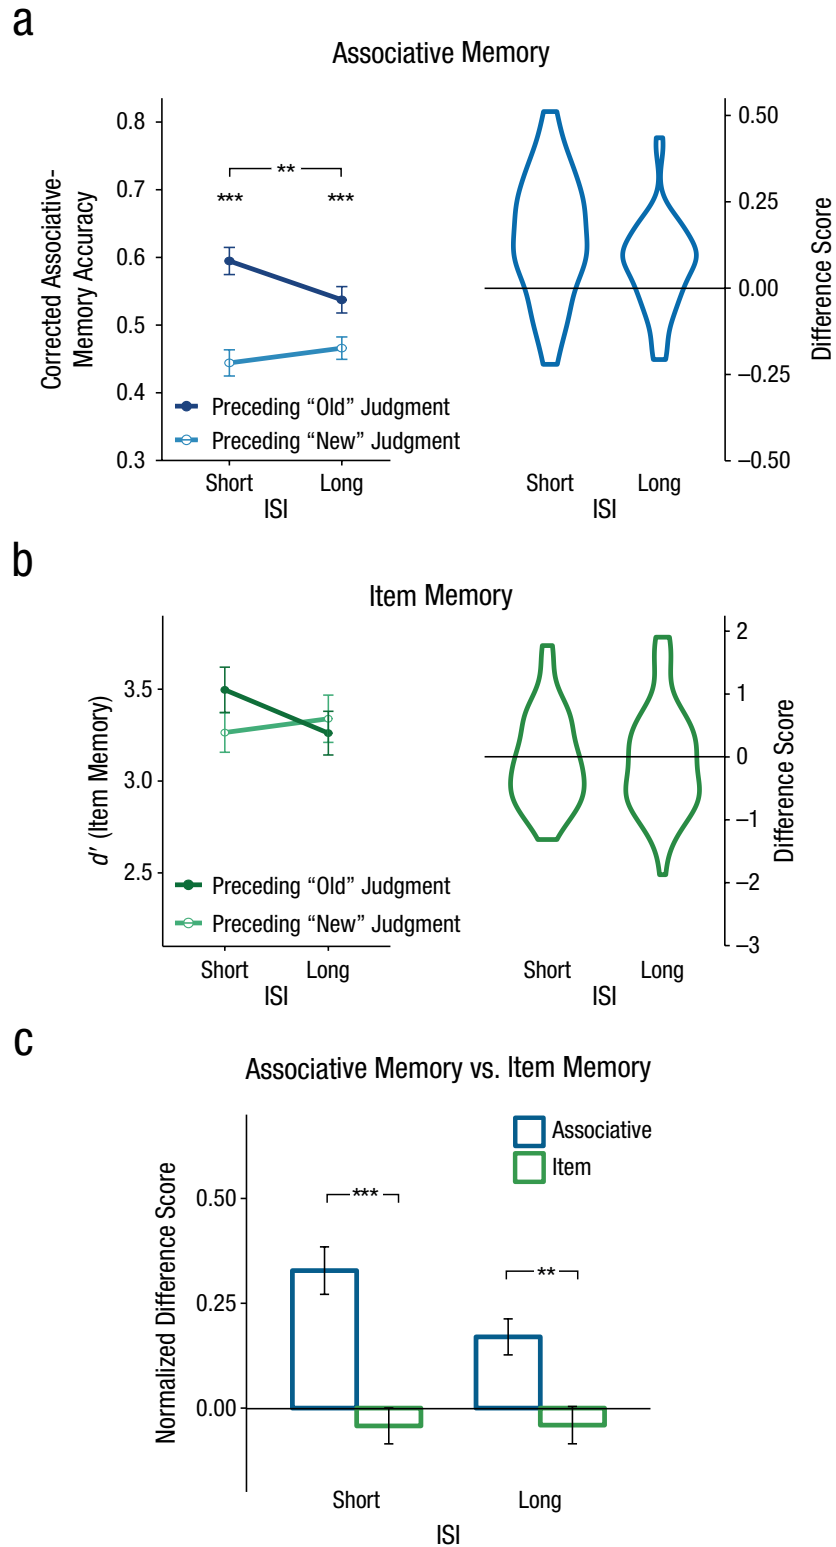 a
Associative Memory
Corrected Associative-
Memory Accuracy
0.8
0.7
0.6
0.5
0.4
0.3
**
***
***
Preceding “Old” Judgment
Preceding “New” Judgment
Short
Long
ISI
0.50
0.25
0.00
–0.25
–0.50
Difference Score
Short
Long
ISI
b
Item Memory
d′ (Item Memory)
3.5
3.0
2.5
Preceding “Old” Judgment
Preceding “New” Judgment
Short
Long
ISI
2
1
0
–1
–2
–3
Difference Score
Short
Long
ISI
c
Associative Memory vs. Item Memory
Associative
Item
Normalized Difference Score
0.50
0.25
0.00
***
**
Short
Long
ISI